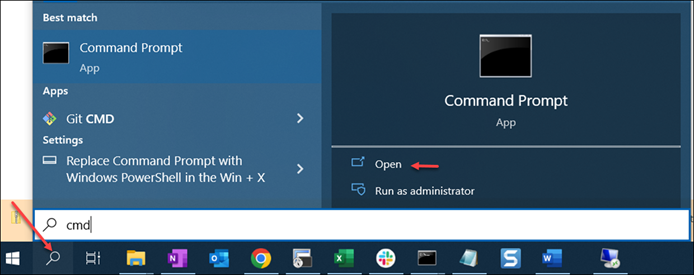 Best match
Command Prompt
App
Apps
Git CMD
Settings
Replace Command Prompt with
Windows PowerShell in the Win + X
Command Prompt
App
Open
Run as administrator
cmd